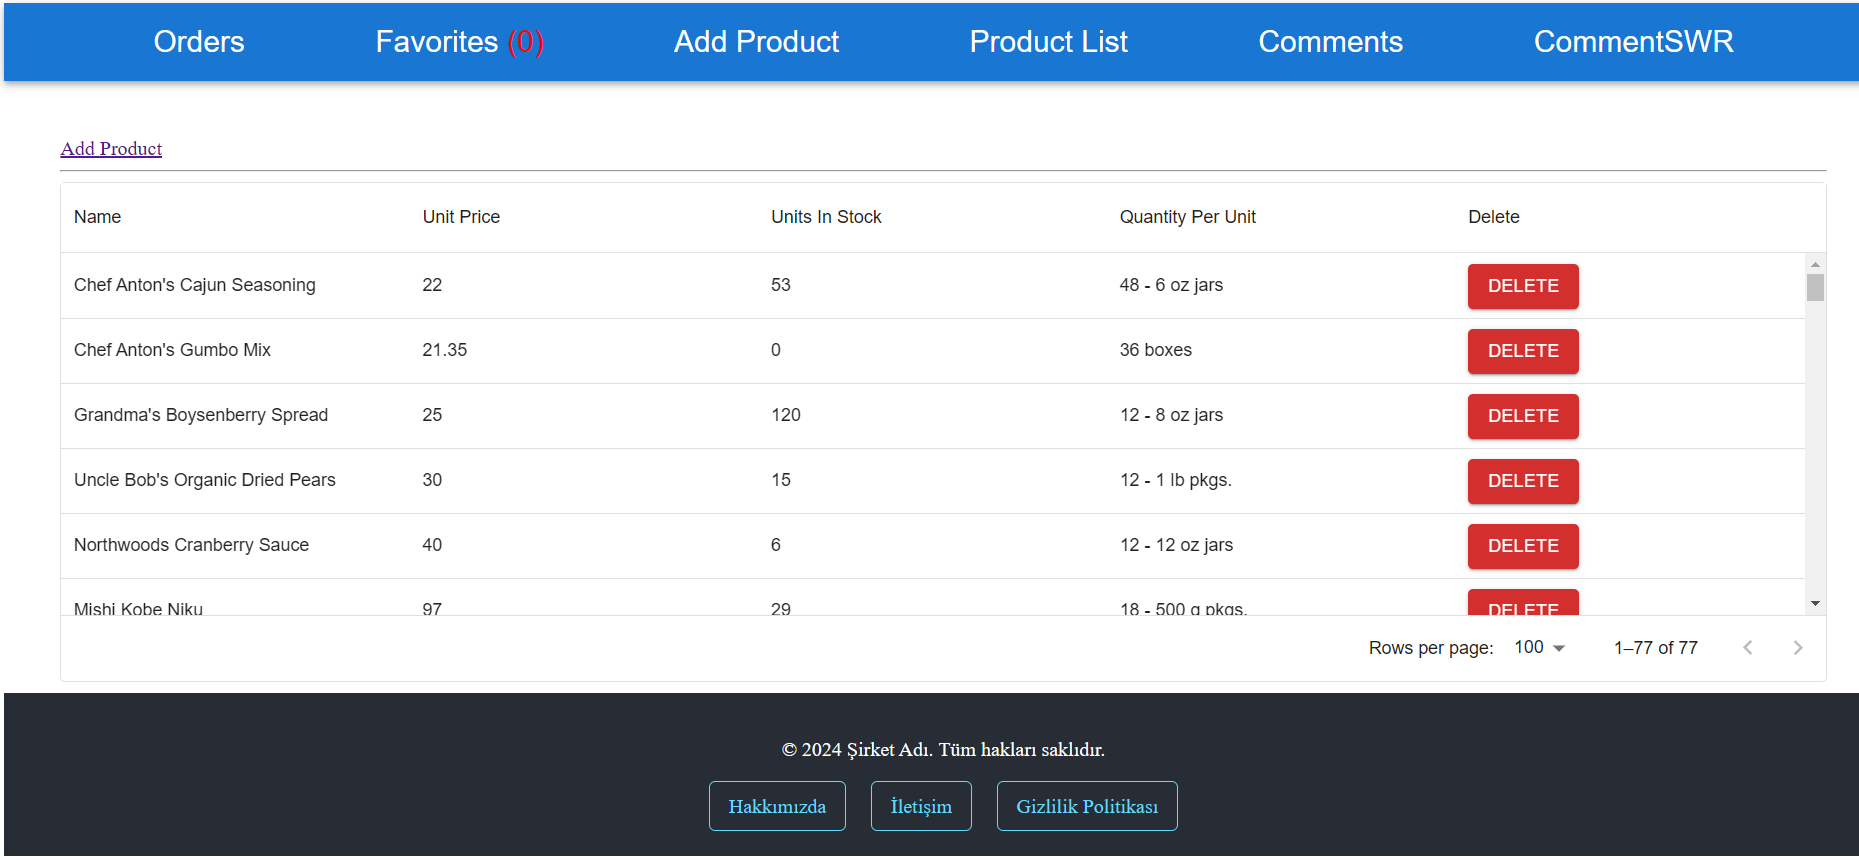 Orders Favorites (0) Add Product Product List Comments CommentSWR
Add Product
Name Unit Price Units In Stock Quantity Per Unit Delete
Chef Anton's Cajun Seasoning 22 53 48 - 6 oz jars DELETE
Chef Anton's Gumbo Mix 21.35 0 36 boxes DELETE
Grandma's Boysenberry Spread 25 120 12 - 8 oz jars DELETE
Uncle Bob's Organic Dried Pears 30 15 12 - 1 lb pkgs. DELETE
Northwoods Cranberry Sauce 40 6 12 - 12 oz jars DELETE
Mishi Kobe Niku 97 29 18 - 500 g pkgs. DELETE
Rows per page: 100 1–77 of 77
© 2024 Şirket Adı. Tüm hakları saklıdır.
Hakkımızda İletişim Gizlilik Politikası